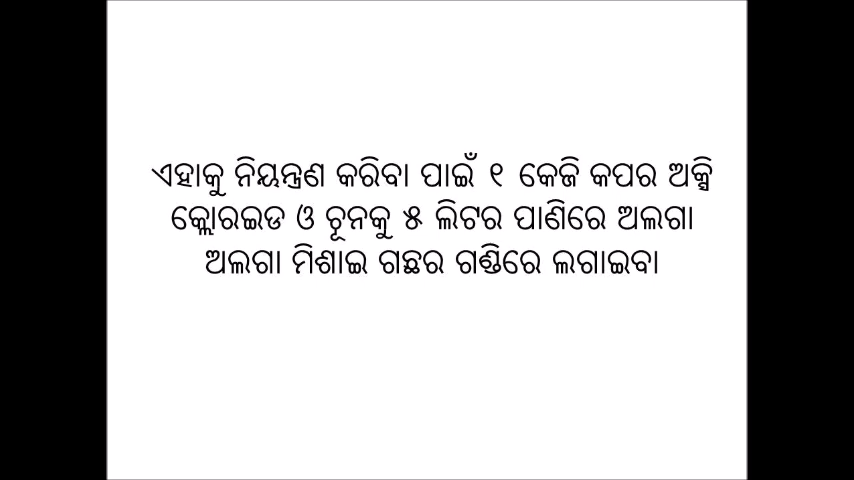 ଏହାକୁ ନିୟନ୍ତ୍ରଣ କରିବା ପାଇଁ ୧ କେଜି କପର ଅକ୍ସି
କ୍ଲୋରଇଡ ଓ ଚୂନକୁ ୫ ଲିଟର ପାଣିରେ ଅଲଗା
ଅଲଗା ମିଶାଇ ଗଛର ଗଣ୍ଡିରେ ଲଗାଇବା